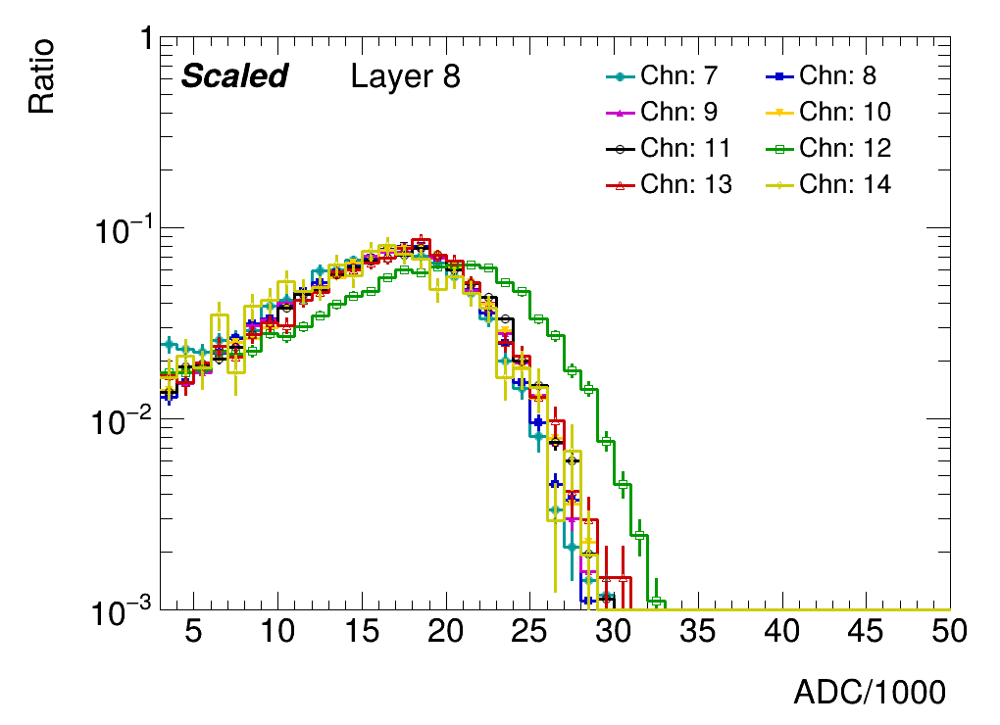 Ratio
Scaled Layer 8
Chn: 7 Chn: 8
Chn: 9 Chn: 10
Chn: 11 Chn: 12
Chn: 13 Chn: 14
1
10−1
10−2
10−3
5 10 15 20 25 30 35 40 45 50
ADC/1000